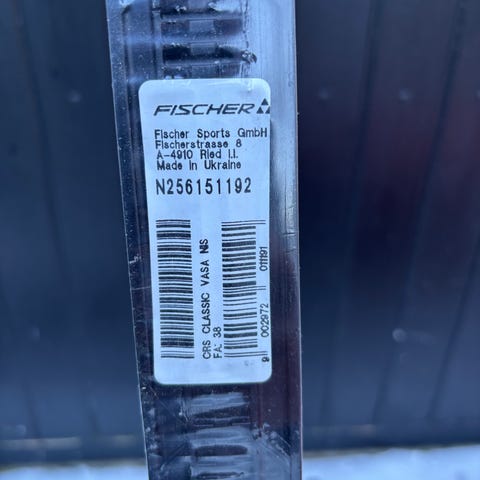 FISCHER
Fischer Sports GmbH
Fischerstrasse 8
A-4910 Ried I.I.
Made in Ukraine
N256151192
CRS CLASSIC VASA NIS
FA: 38
9 002972 011191